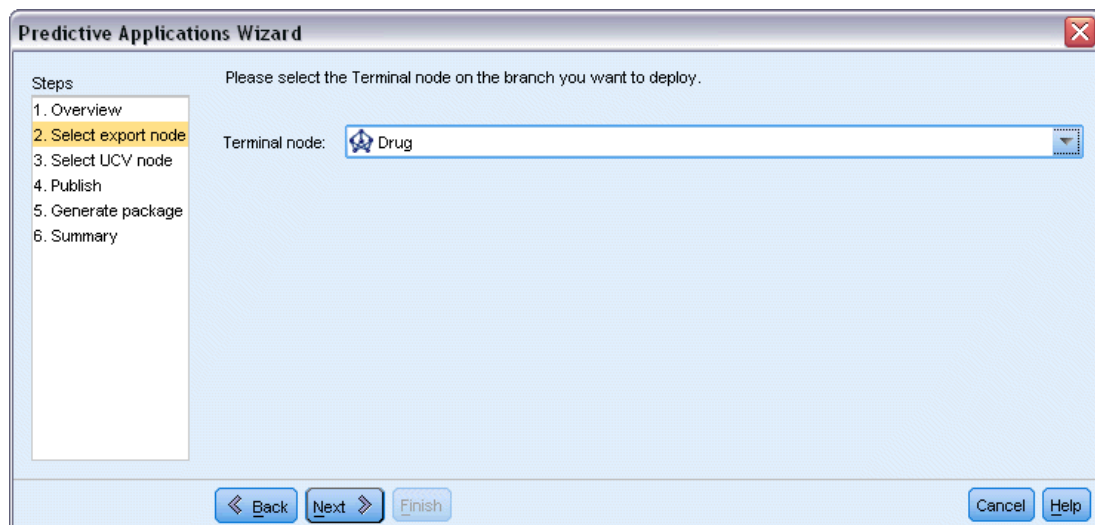 Predictive Applications Wizard
Steps
1. Overview
2. Select export node
3. Select UCV node
4. Publish
5. Generate package
6. Summary
Please select the Terminal node on the branch you want to deploy.
Terminal node: Drug
Back Next Finish Cancel Help